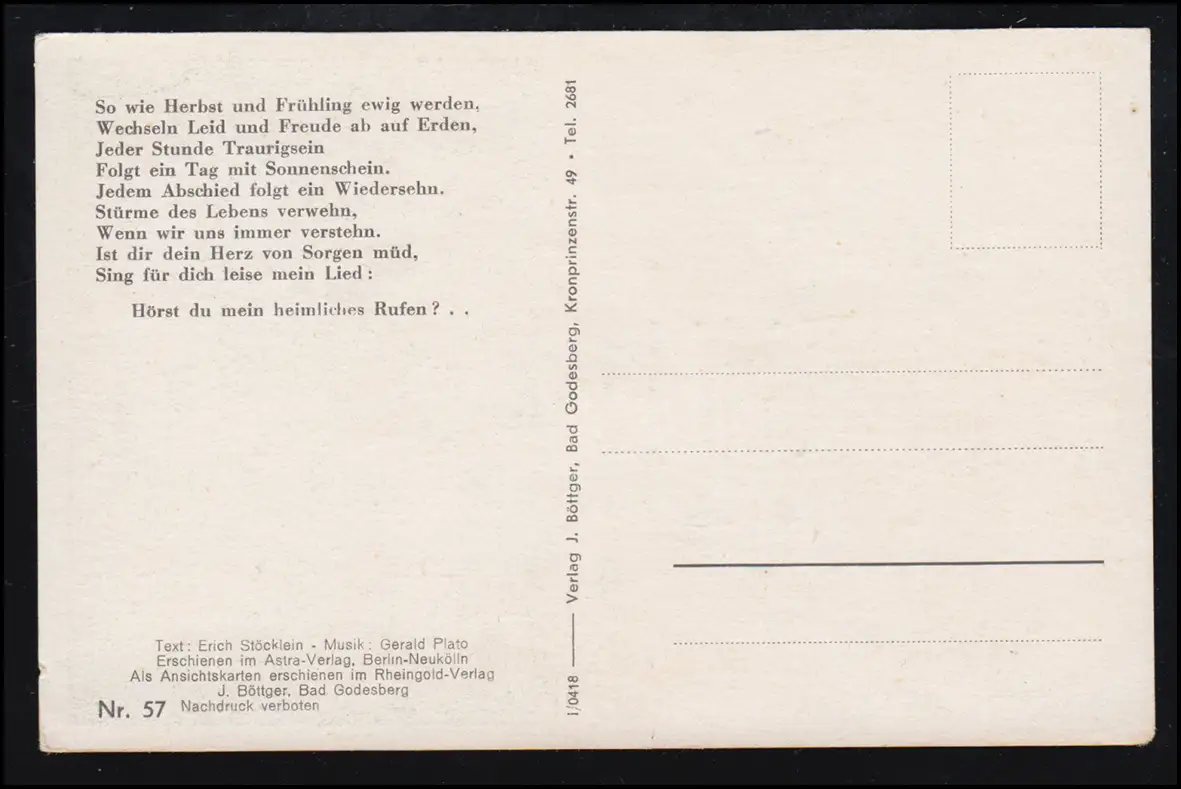 So wie Herbst und Frühling ewig werden,
Wechseln Leid und Freude ab auf Erden,
Jeder Stunde Traurigsein
Folgt ein Tag mit Sonnenschein.
Jedem Abschied folgt ein Wiedersehn.
Stürme des Lebens verwehn,
Wenn wir uns immer verstehn.
Ist dir dein Herz von Sorgen müd,
Sing für dich leise mein Lied:
Hörst du mein heimliches Rufen? . .
Text: Erich Stöcklein - Musik: Gerald Plato
Erschienen im Astra-Verlag, Berlin-Neukölln
Als Ansichtskarten erschienen im Rheingold-Verlag
J. Böttger, Bad Godesberg
Nr. 57 Nachdruck verboten
I/0418 — Verlag J. Böttger, Bad Godesberg, Kronprinzenstr. 49 • Tel. 2681